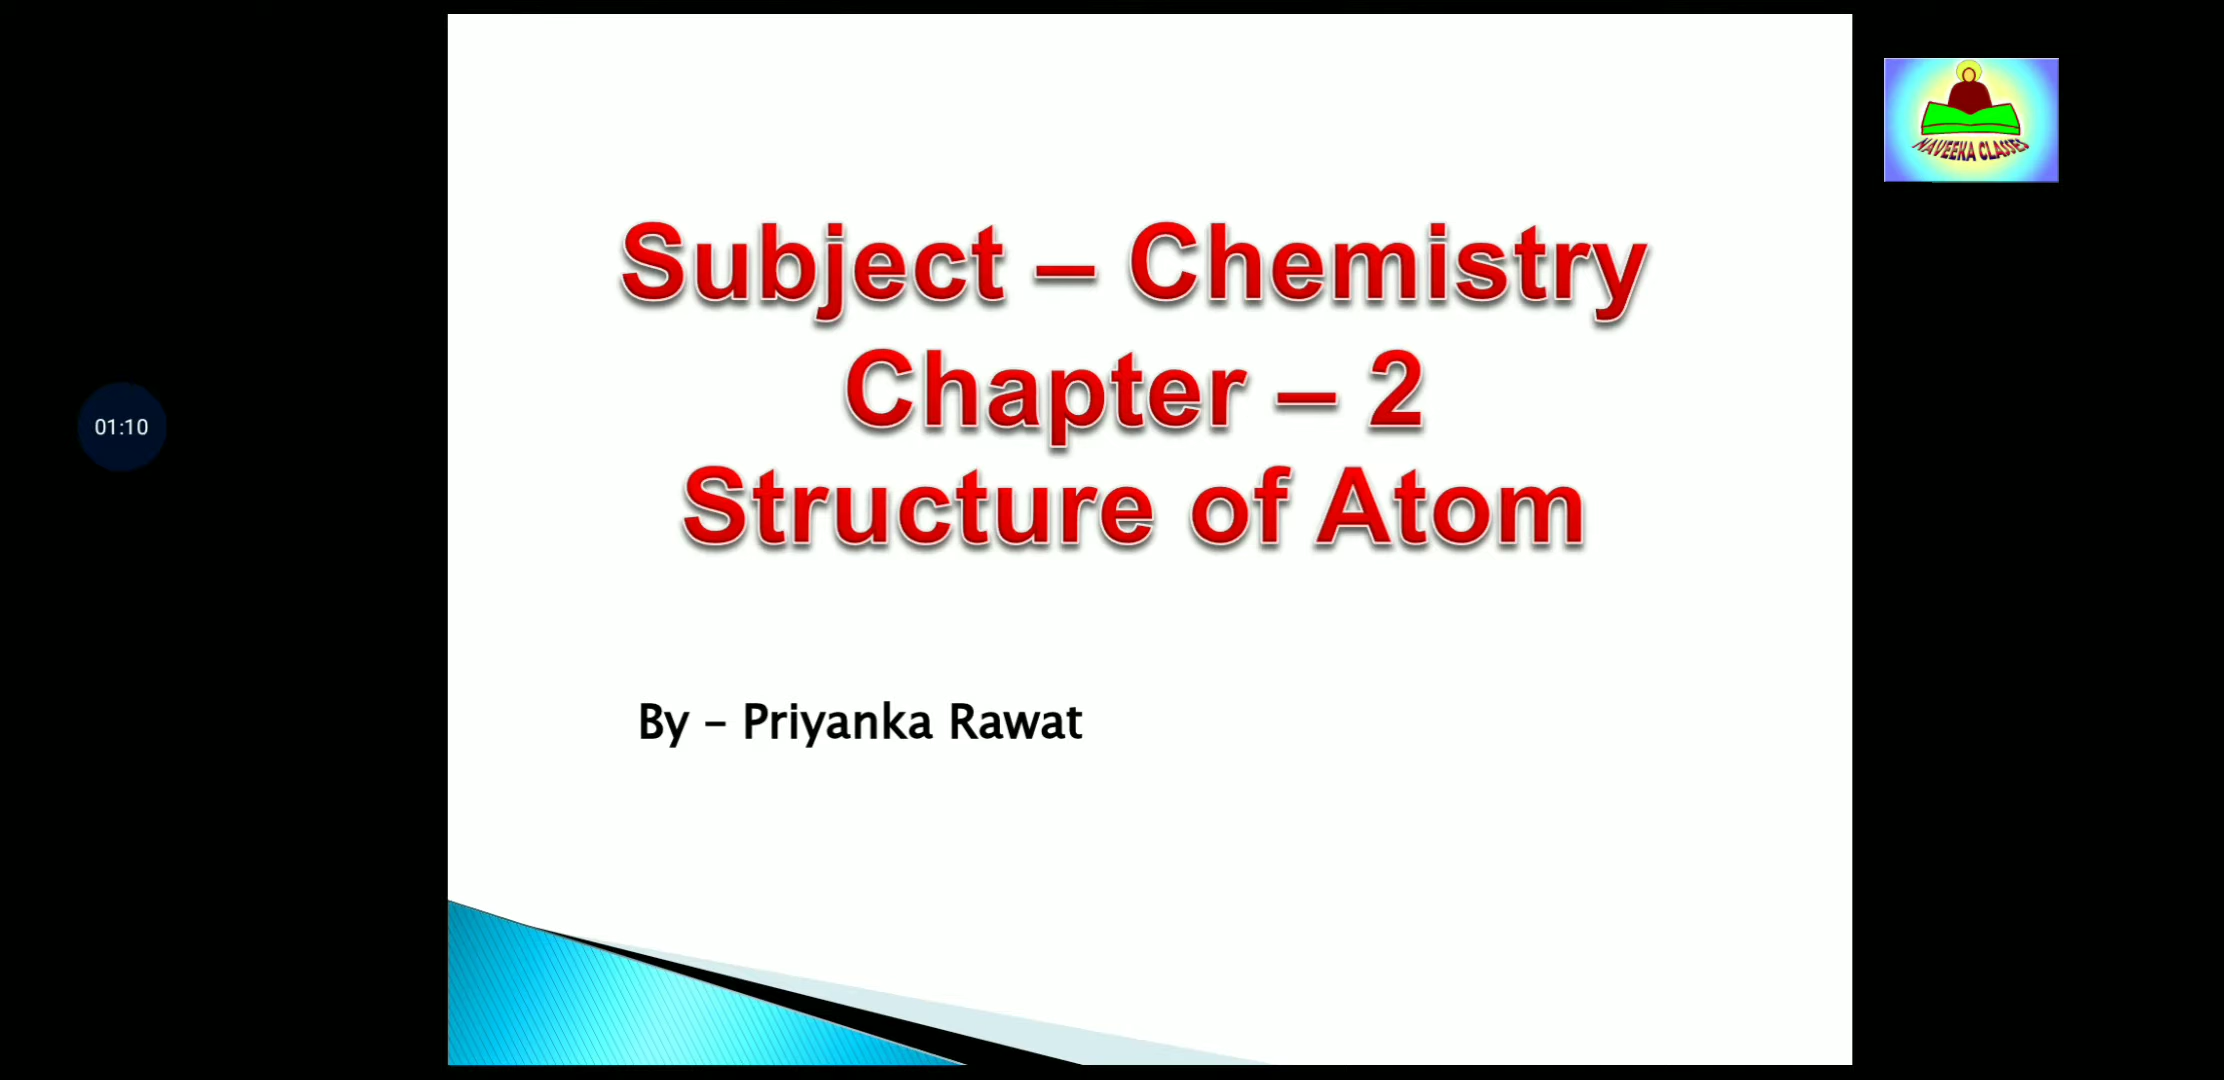 Subject – Chemistry
Chapter – 2
Structure of Atom
By – Priyanka Rawat
01:10
NAVEEKA CLASSES